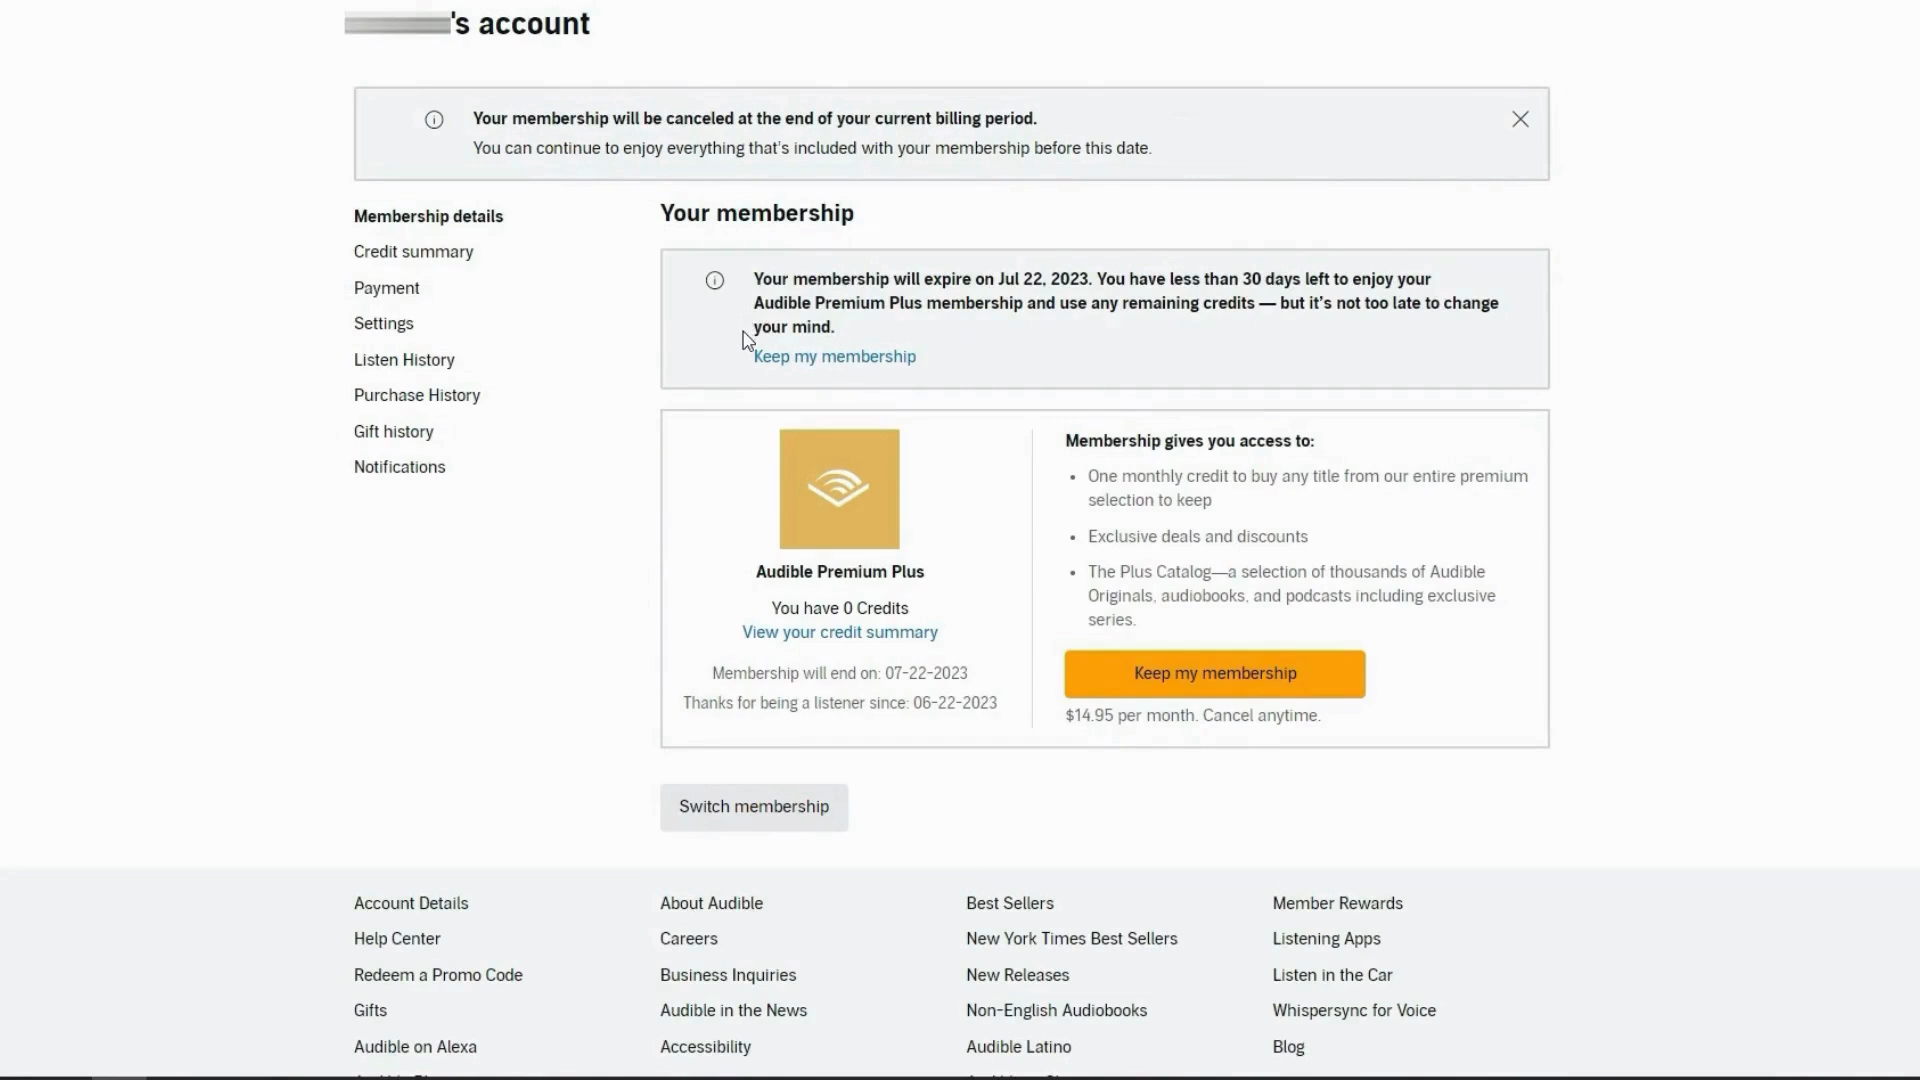 's account
Your membership will be canceled at the end of your current billing period.
You can continue to enjoy everything that's included with your membership before this date.
Membership details
Credit summary
Payment
Settings
Listen History
Purchase History
Gift history
Notifications
Your membership
Your membership will expire on Jul 22, 2023. You have less than 30 days left to enjoy your
Audible Premium Plus membership and use any remaining credits — but it's not too late to change
your mind.
Keep my membership
Audible Premium Plus
You have 0 Credits
View your credit summary
Membership will end on: 07-22-2023
Thanks for being a listener since: 06-22-2023
Membership gives you access to:
• One monthly credit to buy any title from our entire premium
selection to keep
• Exclusive deals and discounts
• The Plus Catalog—a selection of thousands of Audible
Originals, audiobooks, and podcasts including exclusive
series.
Keep my membership
$14.95 per month. Cancel anytime.
Switch membership
Account Details
Help Center
Redeem a Promo Code
Gifts
Audible on Alexa
About Audible
Careers
Business Inquiries
Audible in the News
Accessibility
Best Sellers
New York Times Best Sellers
New Releases
Non-English Audiobooks
Audible Latino
Member Rewards
Listening Apps
Listen in the Car
Whispersync for Voice
Blog